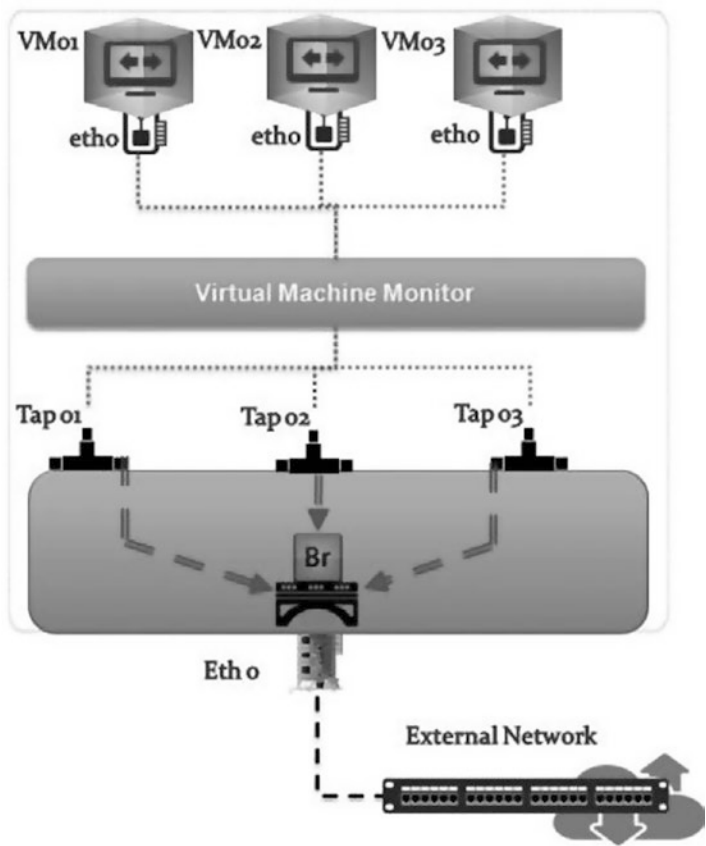 VM01
VM02
VM03
eth0
eth0
eth0
Virtual Machine Monitor
Tap 01
Tap 02
Tap 03
Br
Eth 0
External Network